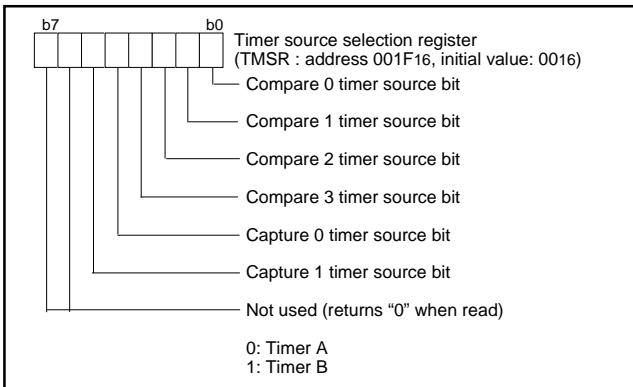 b7 b0
Timer source selection register
(TMSR : address 001F16, initial value: 0016)
Compare 0 timer source bit
Compare 1 timer source bit
Compare 2 timer source bit
Compare 3 timer source bit
Capture 0 timer source bit
Capture 1 timer source bit
Not used (returns “0” when read)
0: Timer A
1: Timer B